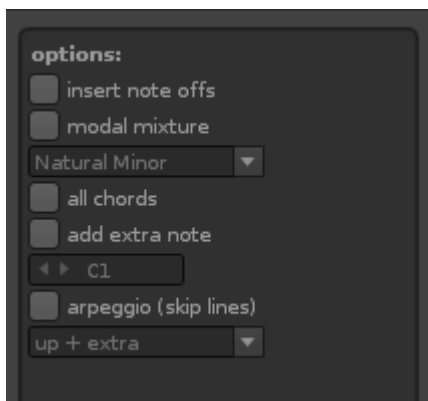 options:
insert note offs
modal mixture
Natural Minor
all chords
add extra note
C1
arpeggio (skip lines)
up + extra